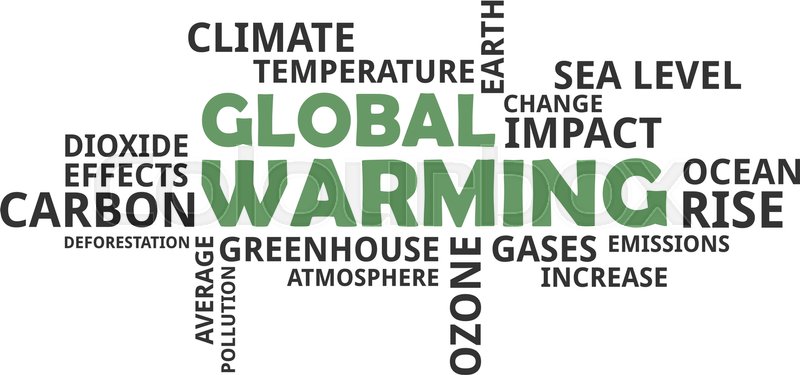 CLIMATE
EARTH
TEMPERATURE
SEA LEVEL
GLOBAL
CHANGE
IMPACT
DIOXIDE
EFFECTS
WARMING
OCEAN
CARBON
RISE
DEFORESTATION
AVERAGE
GREENHOUSE
OZONE
GASES
EMISSIONS
POLLUTION
ATMOSPHERE
INCREASE